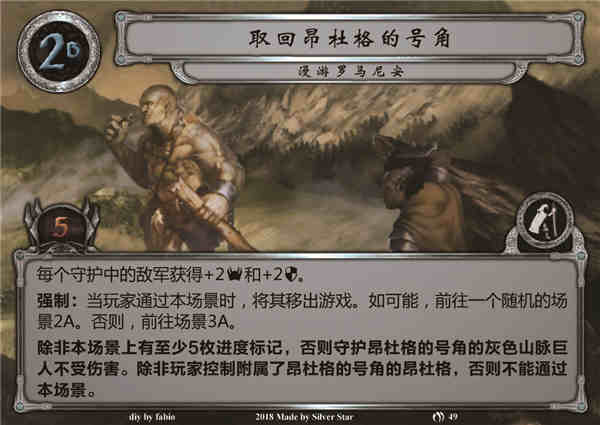 2B
取回昂杜格的号角
漫游罗马尼安
5
每个守护中的敌军获得+2和+2。
强制：当玩家通过本场景时，将其移出游戏。如可能，前往一个随机的场
景2A。否则，前往场景3A。
除非本场景上有至少5枚进度标记，否则守护昂杜格的号角的灰色山脉巨
人不受伤害。除非玩家控制附属了昂杜格的号角的昂杜格，否则不能通过
本场景。
diy by fabio 2018 Made by Silver Star 49